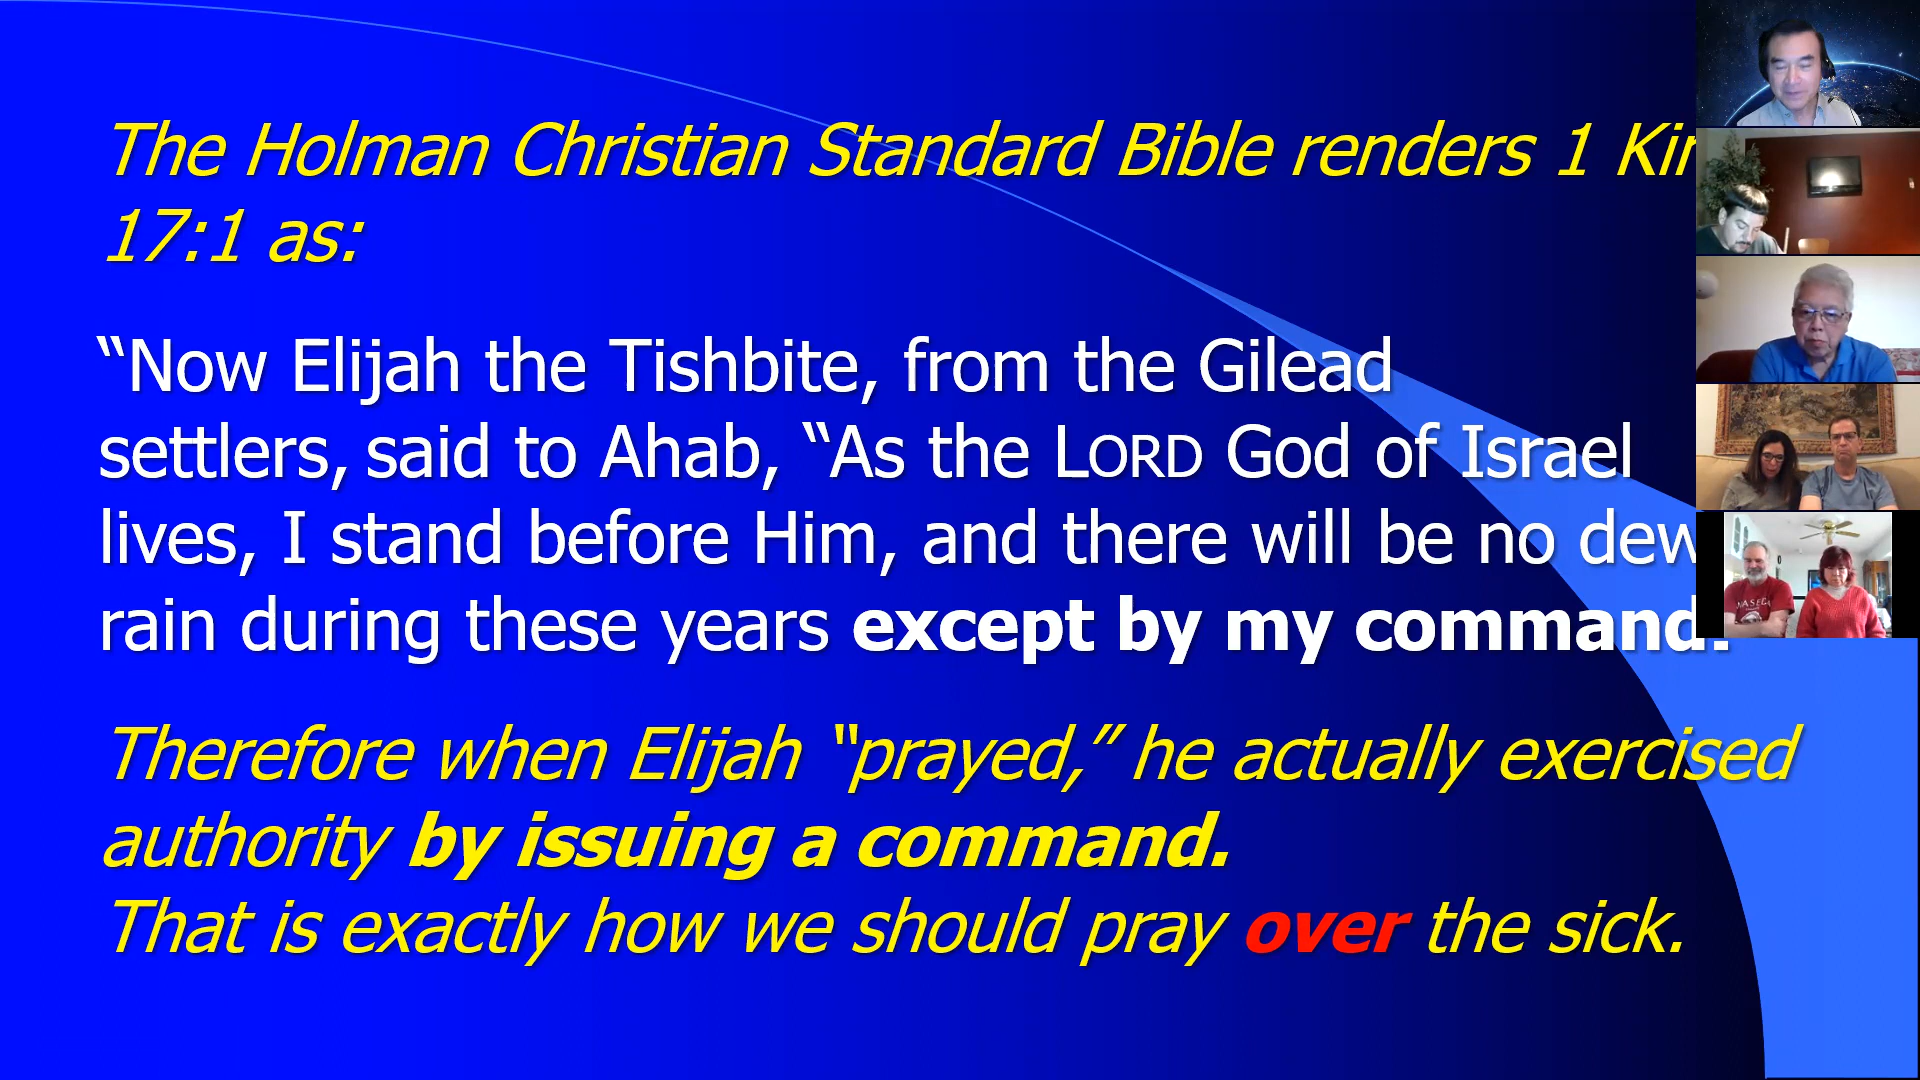 The Holman Christian Standard Bible renders 1
17:1 as:
“Now Elijah the Tishbite, from the Gilead
settlers, said to Ahab, “As the LORD God of Israel
lives, I stand before Him, and there will be no dew
rain during these years except by my command.
Therefore when Elijah “prayed,” he actually exercised
authority by issuing a command.
That is exactly how we should pray over the sick.